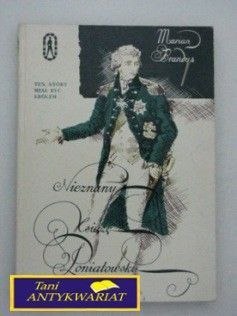 Marian
Brandys
TEN, KTÓRY
MIAŁ BYĆ
KRÓLEM
Nieznany
Książę
Poniatowski
Tani
ANTYKWARIAT